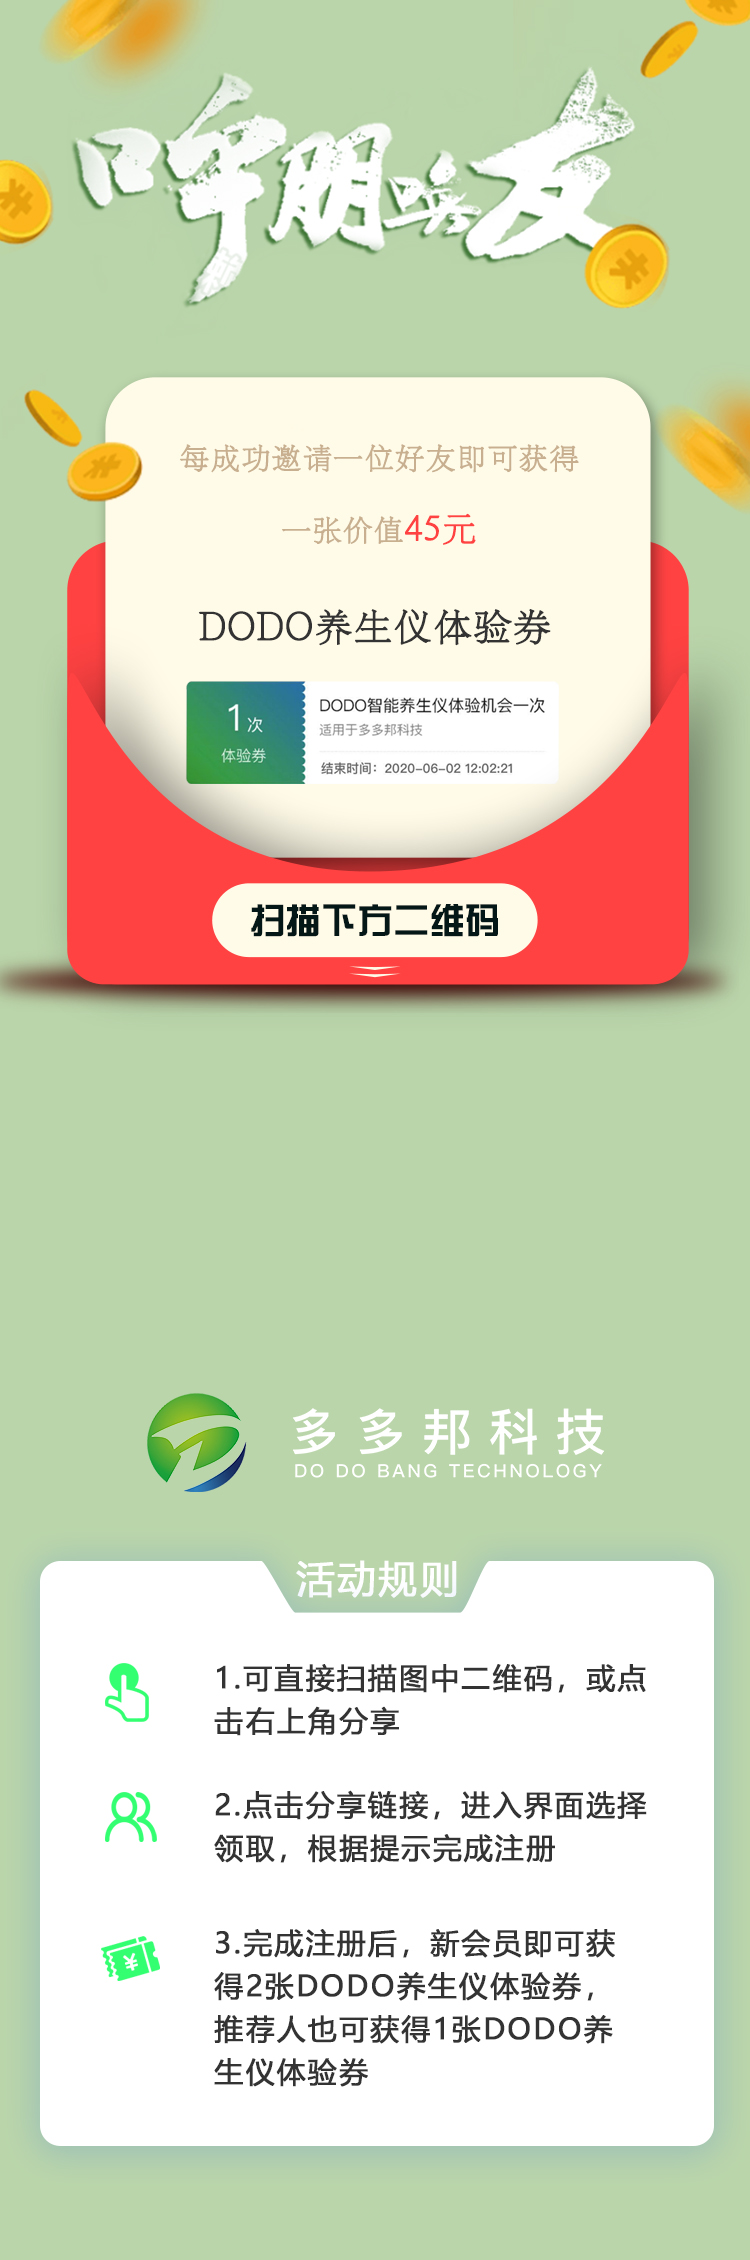 呼朋唤友
每成功邀请一位好友即可获得
一张价值45元
DODO养生仪体验券
1次
体验券
DODO智能养生仪体验机会一次
适用于多多邦科技
结束时间：2020-06-02 12:02:21
扫描下方二维码
多多邦科技
DO DO BANG TECHNOLOGY
活动规则
1.可直接扫描图中二维码，或点
击右上角分享
2.点击分享链接，进入界面选择
领取，根据提示完成注册
3.完成注册后，新会员即可获
得2张DODO养生仪体验券，
推荐人也可获得1张DODO养
生仪体验券